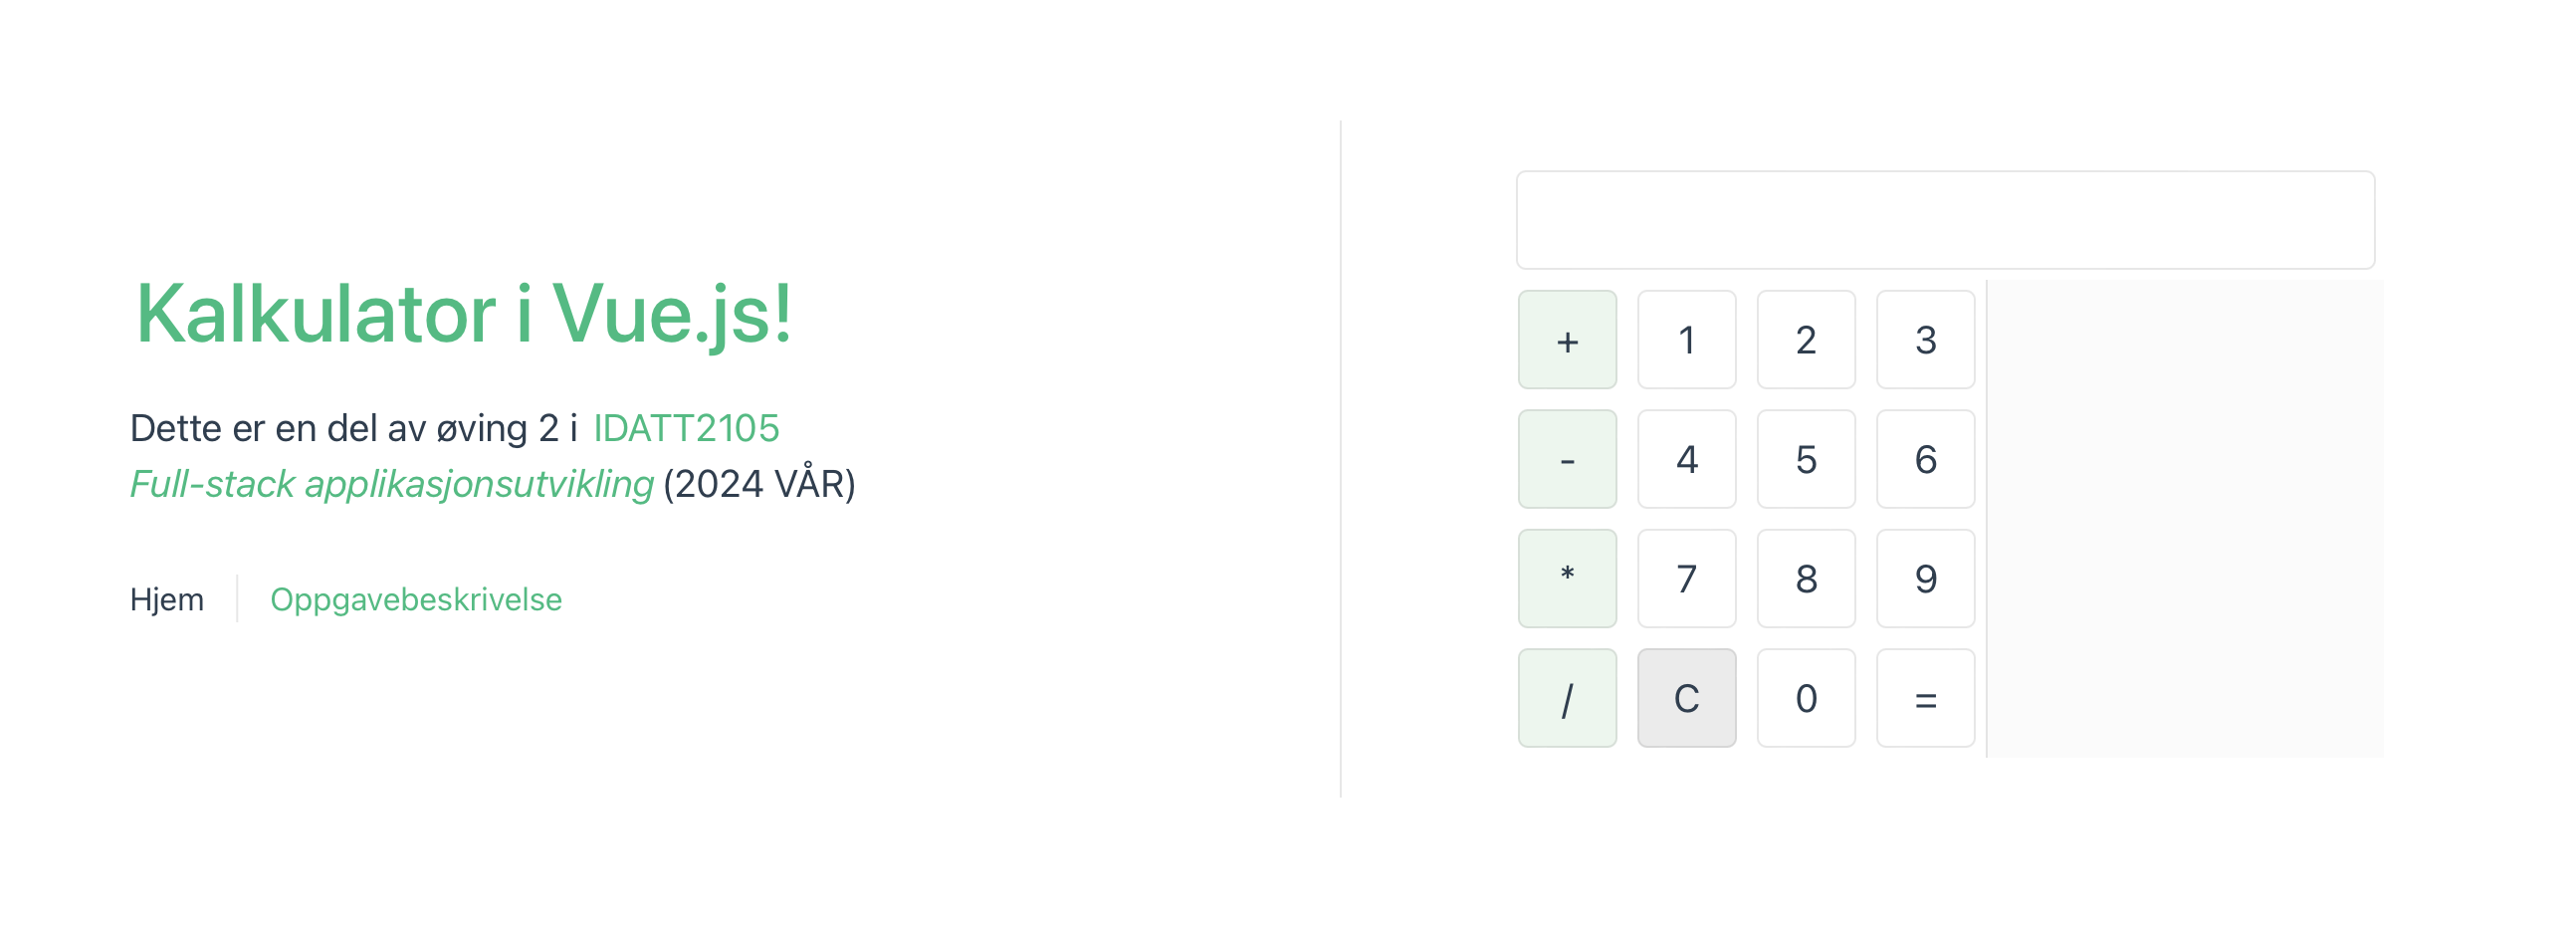 Kalkulator i Vue.js!
Dette er en del av øving 2 i IDATT2105
Full-stack applikasjonsutvikling (2024 VÅR)
Hjem
Oppgavebeskrivelse
+ 1 2 3
- 4 5 6
* 7 8 9
/ C 0 =